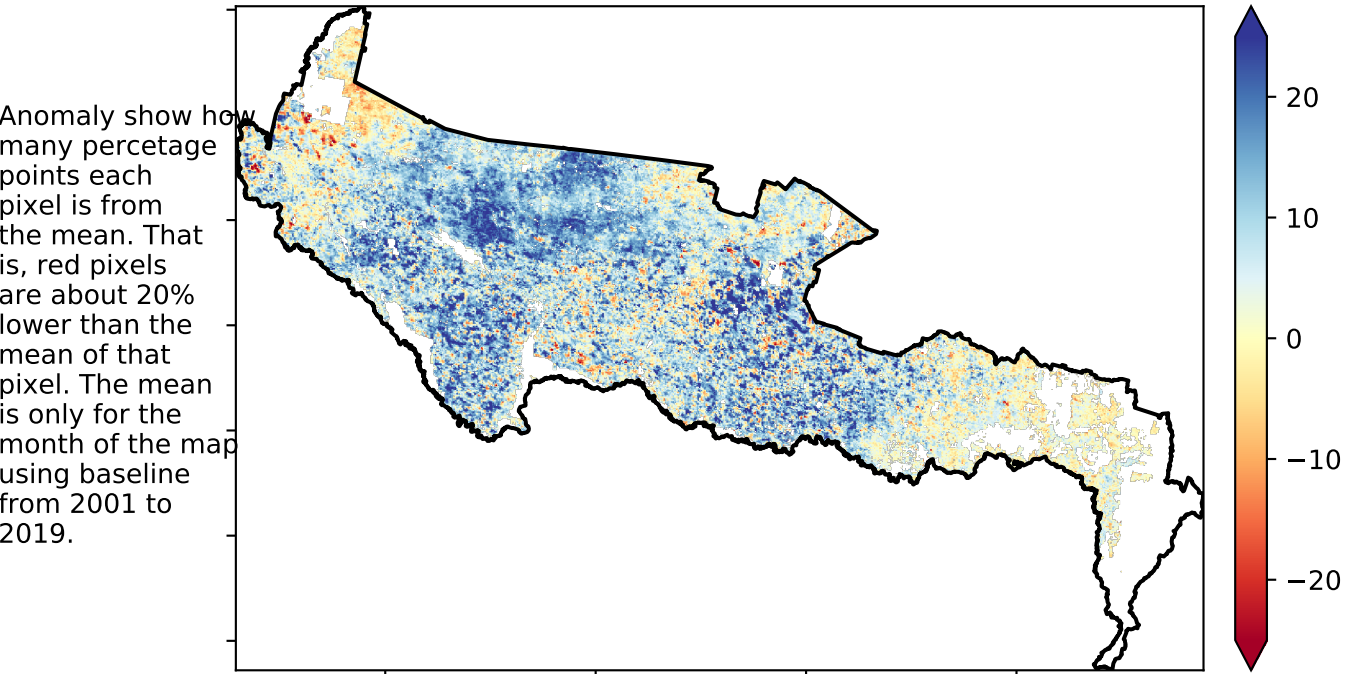 Anomaly show how
many percetage
points each
pixel is from
the mean. That
is, red pixels
are about 20%
lower than the
mean of that
pixel. The mean
is only for the
month of the map
using baseline
from 2001 to
2019.
20
10
0
−10
−20